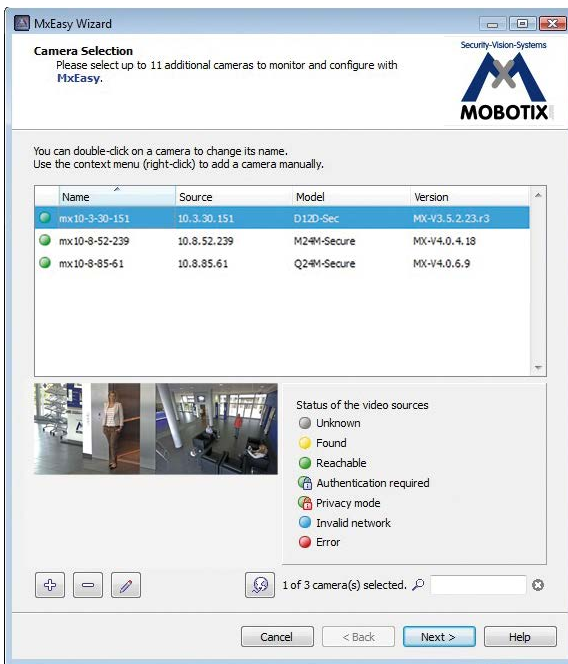 MxEasy Wizard
Camera Selection
Please select up to 11 additional cameras to monitor and configure with
MxEasy.
Security-Vision-Systems
MOBOTIX
You can double-click on a camera to change its name.
Use the context menu (right-click) to add a camera manually.
Name Source Model Version
mx10-3-30-151 10.3.30.151 D12D-Sec MX-V3.5.2.23.r3
mx10-8-52-239 10.8.52.239 M24M-Secure MX-V4.0.4.18
mx10-8-85-61 10.8.85.61 Q24M-Secure MX-V4.0.6.9
Status of the video sources
Unknown
Found
Reachable
Authentication required
Privacy mode
Invalid network
Error
1 of 3 camera(s) selected.
Cancel < Back Next > Help